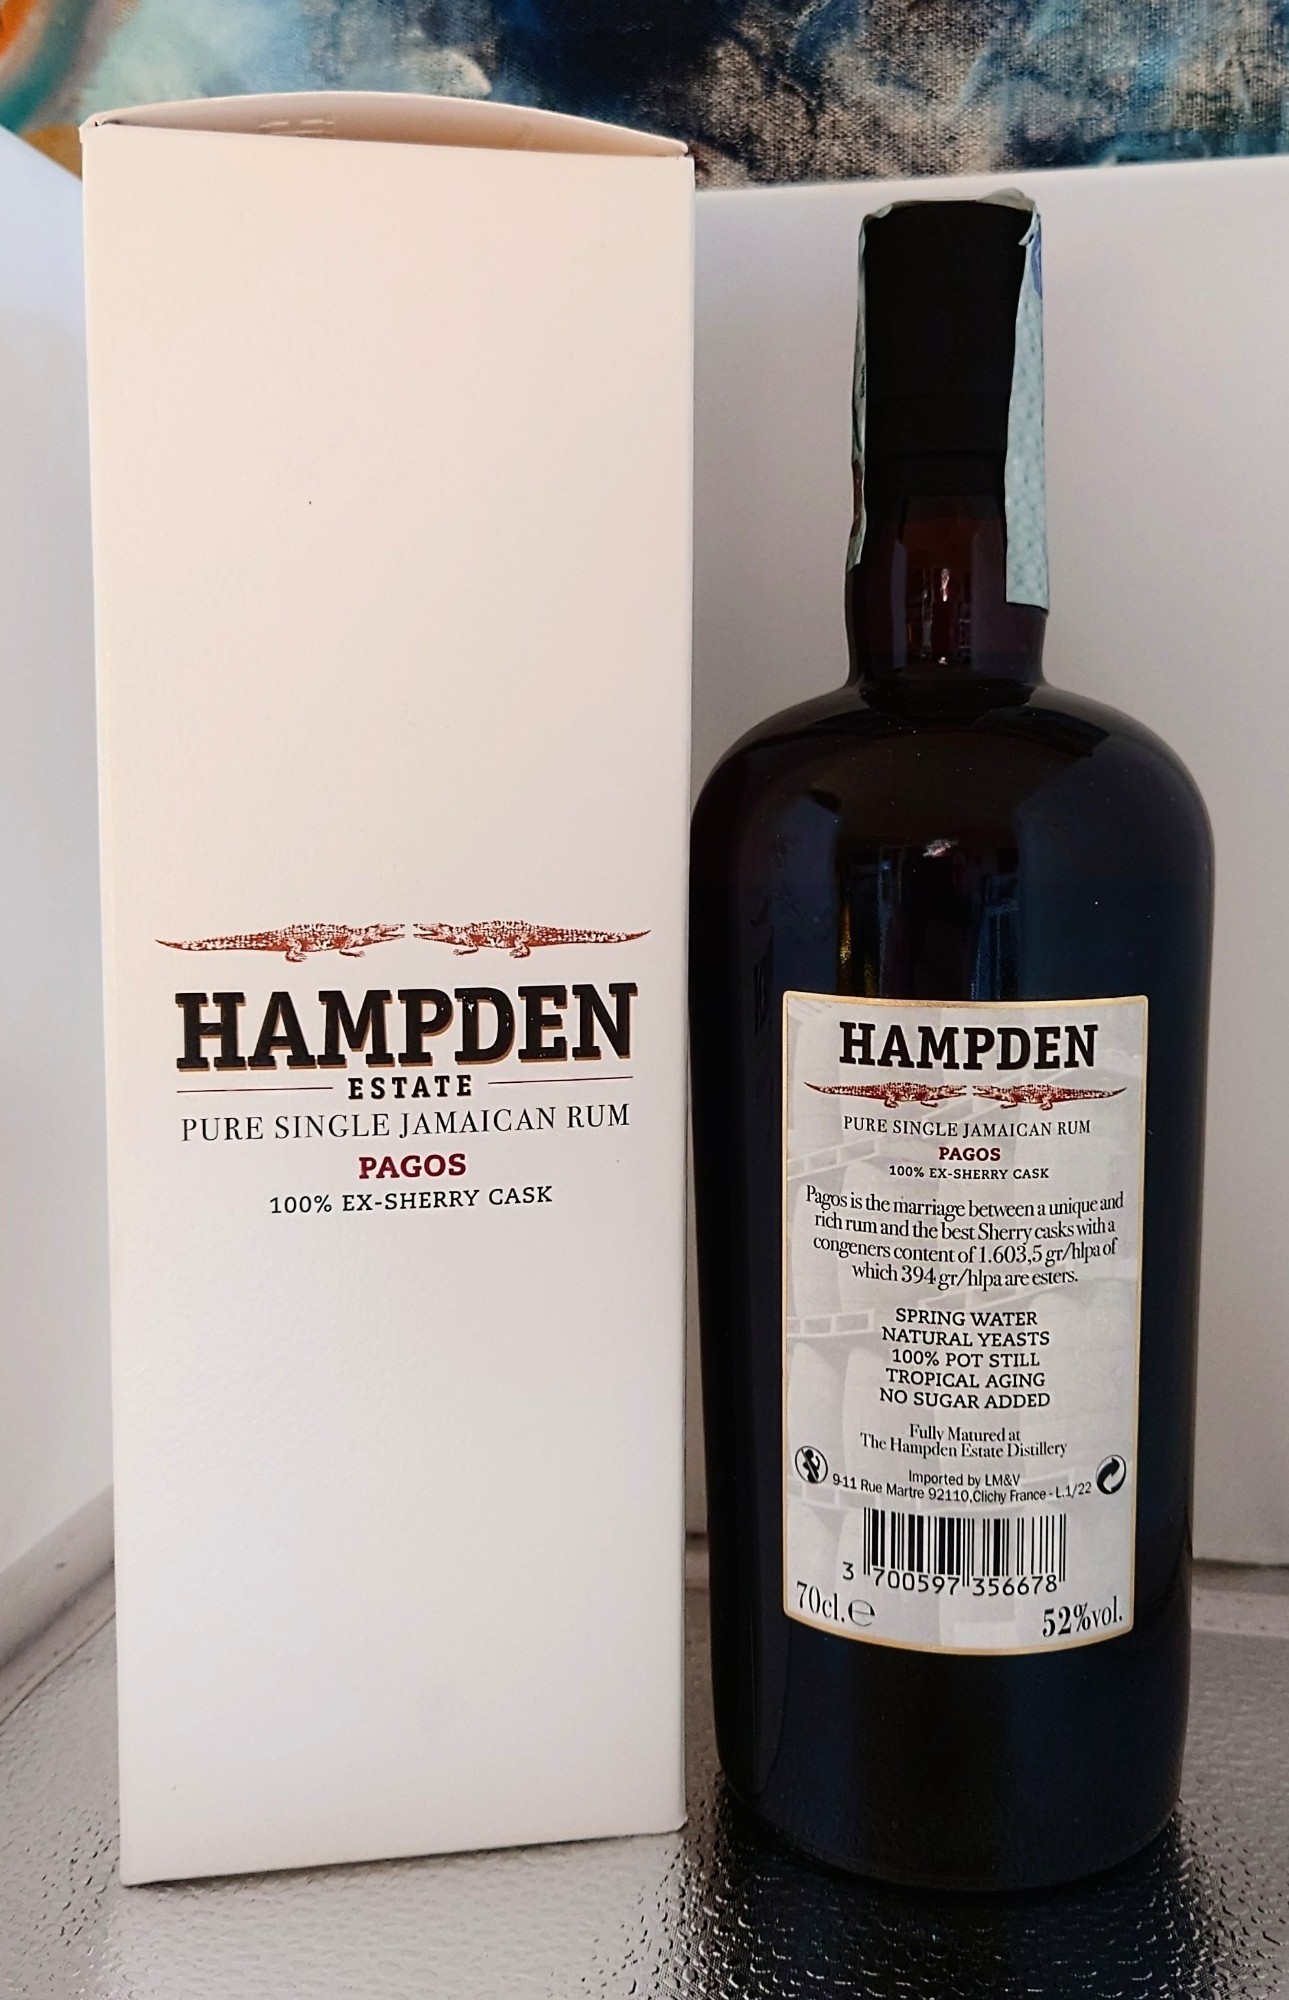 HAMPDEN
ESTATE
PURE SINGLE JAMAICAN RUM
PAGOS
100% EX-SHERRY CASK
HAMPDEN
PURE SINGLE JAMAICAN RUM
PAGOS
100% EX-SHERRY CASK
Pagos is the marriage between a unique and
rich rum and the best Sherry casks with a
congeners content of 1.603,5 gr/hlpa of
which 394 gr/hlpa are esters.
SPRING WATER
NATURAL YEASTS
100% POT STILL
TROPICAL AGING
NO SUGAR ADDED
Fully Matured at
The Hampden Estate Distillery
Imported by LM&V
9-11 Rue Martre 92110,Clichy France - L.1/22
3 700597 356678
70cl.℮ 52%vol.